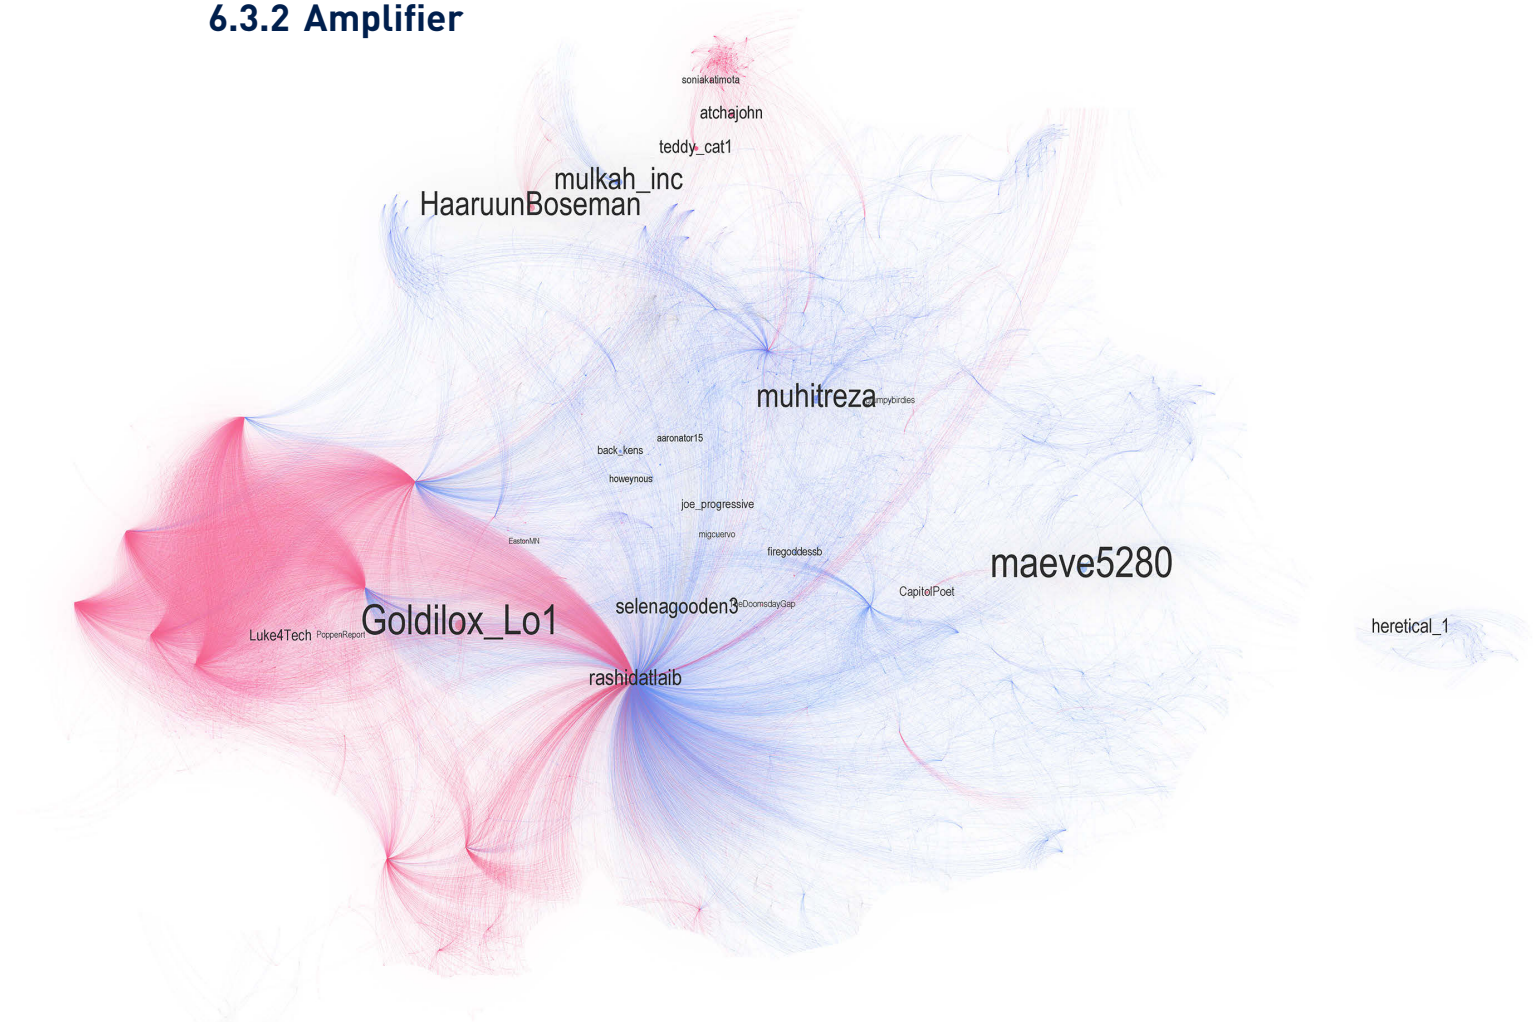 6.3.2 Amplifier
soniakatimota
atchajohn
teddy_cat1
mulkah_inc
HaaruunBoseman
muhitreza
aaronator15
back_kens
howeynous
joe_progressive
migcuervo
EastonMN
firegoddessb
maeve5280
CapitolPoet
selenagooden3
Goldilox_Lo1
heretical_1
Luke4Tech
PoppenReport
rashidatlaib